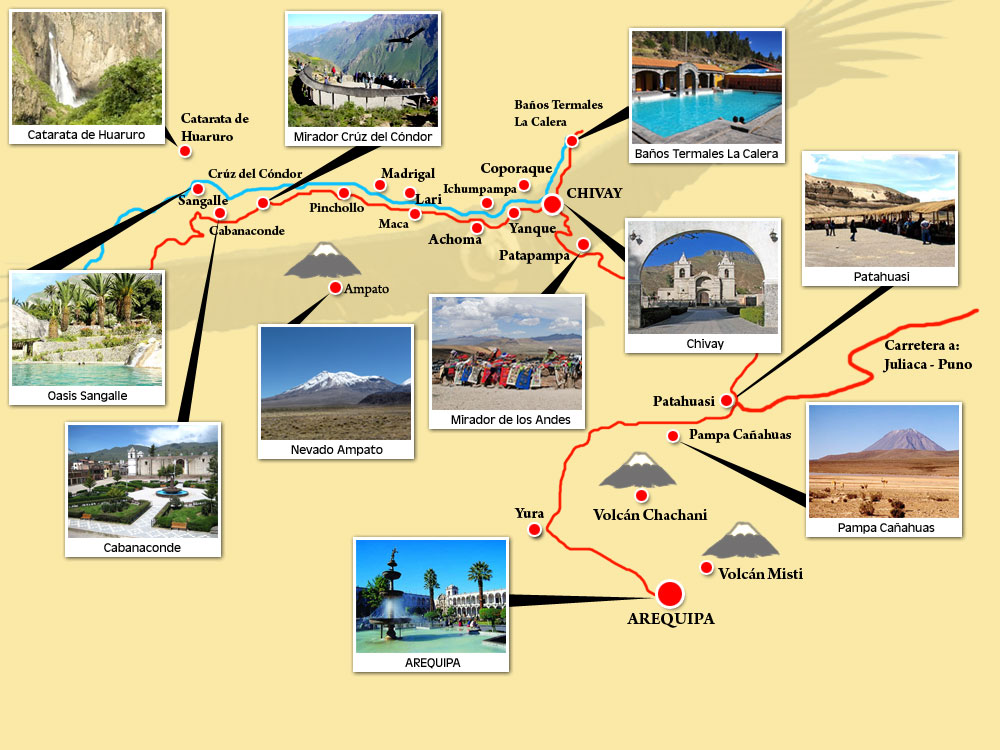 Catarata de Huaruro
Mirador Crúz del Cóndor
Baños Termales La Calera
Catarata de
Huaruro
Baños Termales
La Calera
Crúz del Cóndor
Madrigal
Coporaque
Ichumpampa
CHIVAY
Sangalle
Lari
Pinchollo
Maca
Cabanaconde
Achoma
Yanque
Patapampa
Patahuasi
Ampato
Chivay
Oasis Sangalle
Mirador de los Andes
Nevado Ampato
Carretera a:
Juliaca - Puno
Patahuasi
Pampa Cañahuas
Pampa Cañahuas
Cabanaconde
Yura
Volcán Chachani
Volcán Misti
AREQUIPA
AREQUIPA